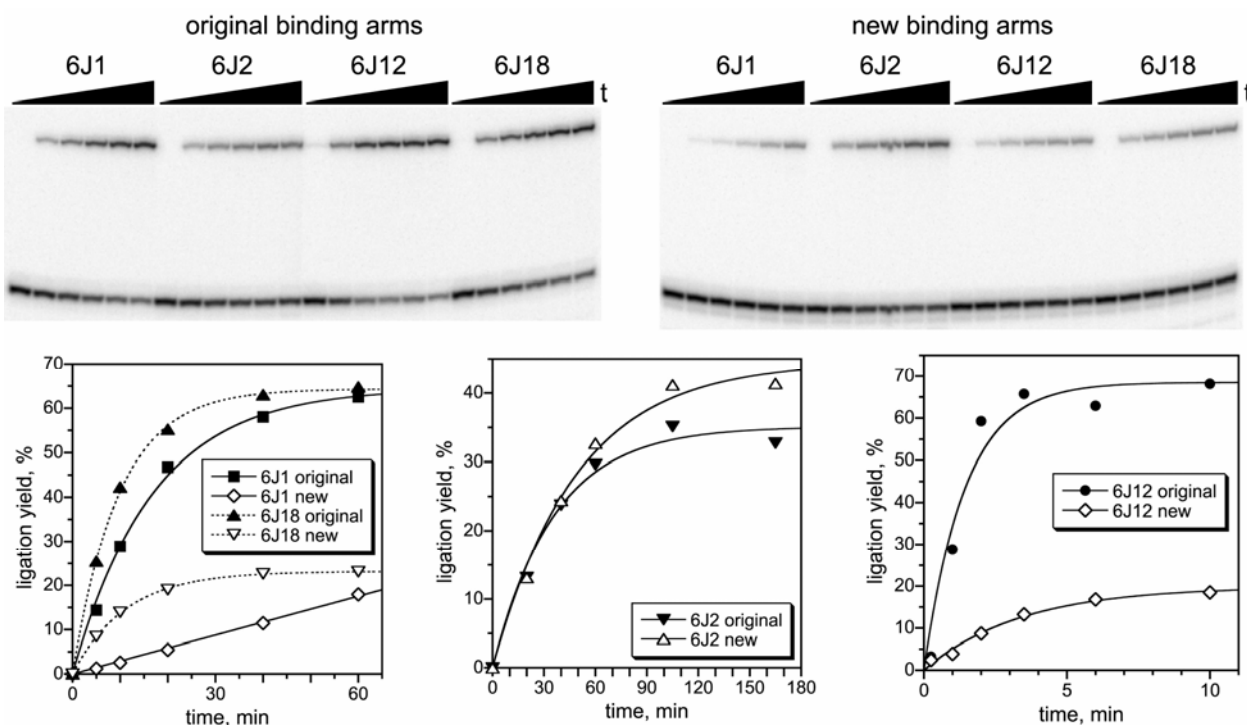 original binding arms
6J1 6J2 6J12 6J18 t
new binding arms
6J1 6J2 6J12 6J18 t
ligation yield, %
70
60
50
40
30
20
10
0
6J1 original
6J1 new
6J18 original
6J18 new
0 20 40 60
time, min
ligation yield, %
40
30
20
10
0
6J2 original
6J2 new
0 30 60 90 120 150 180
time, min
ligation yield, %
70
60
50
40
30
20
10
0
6J12 original
6J12 new
0 5 10
time, min